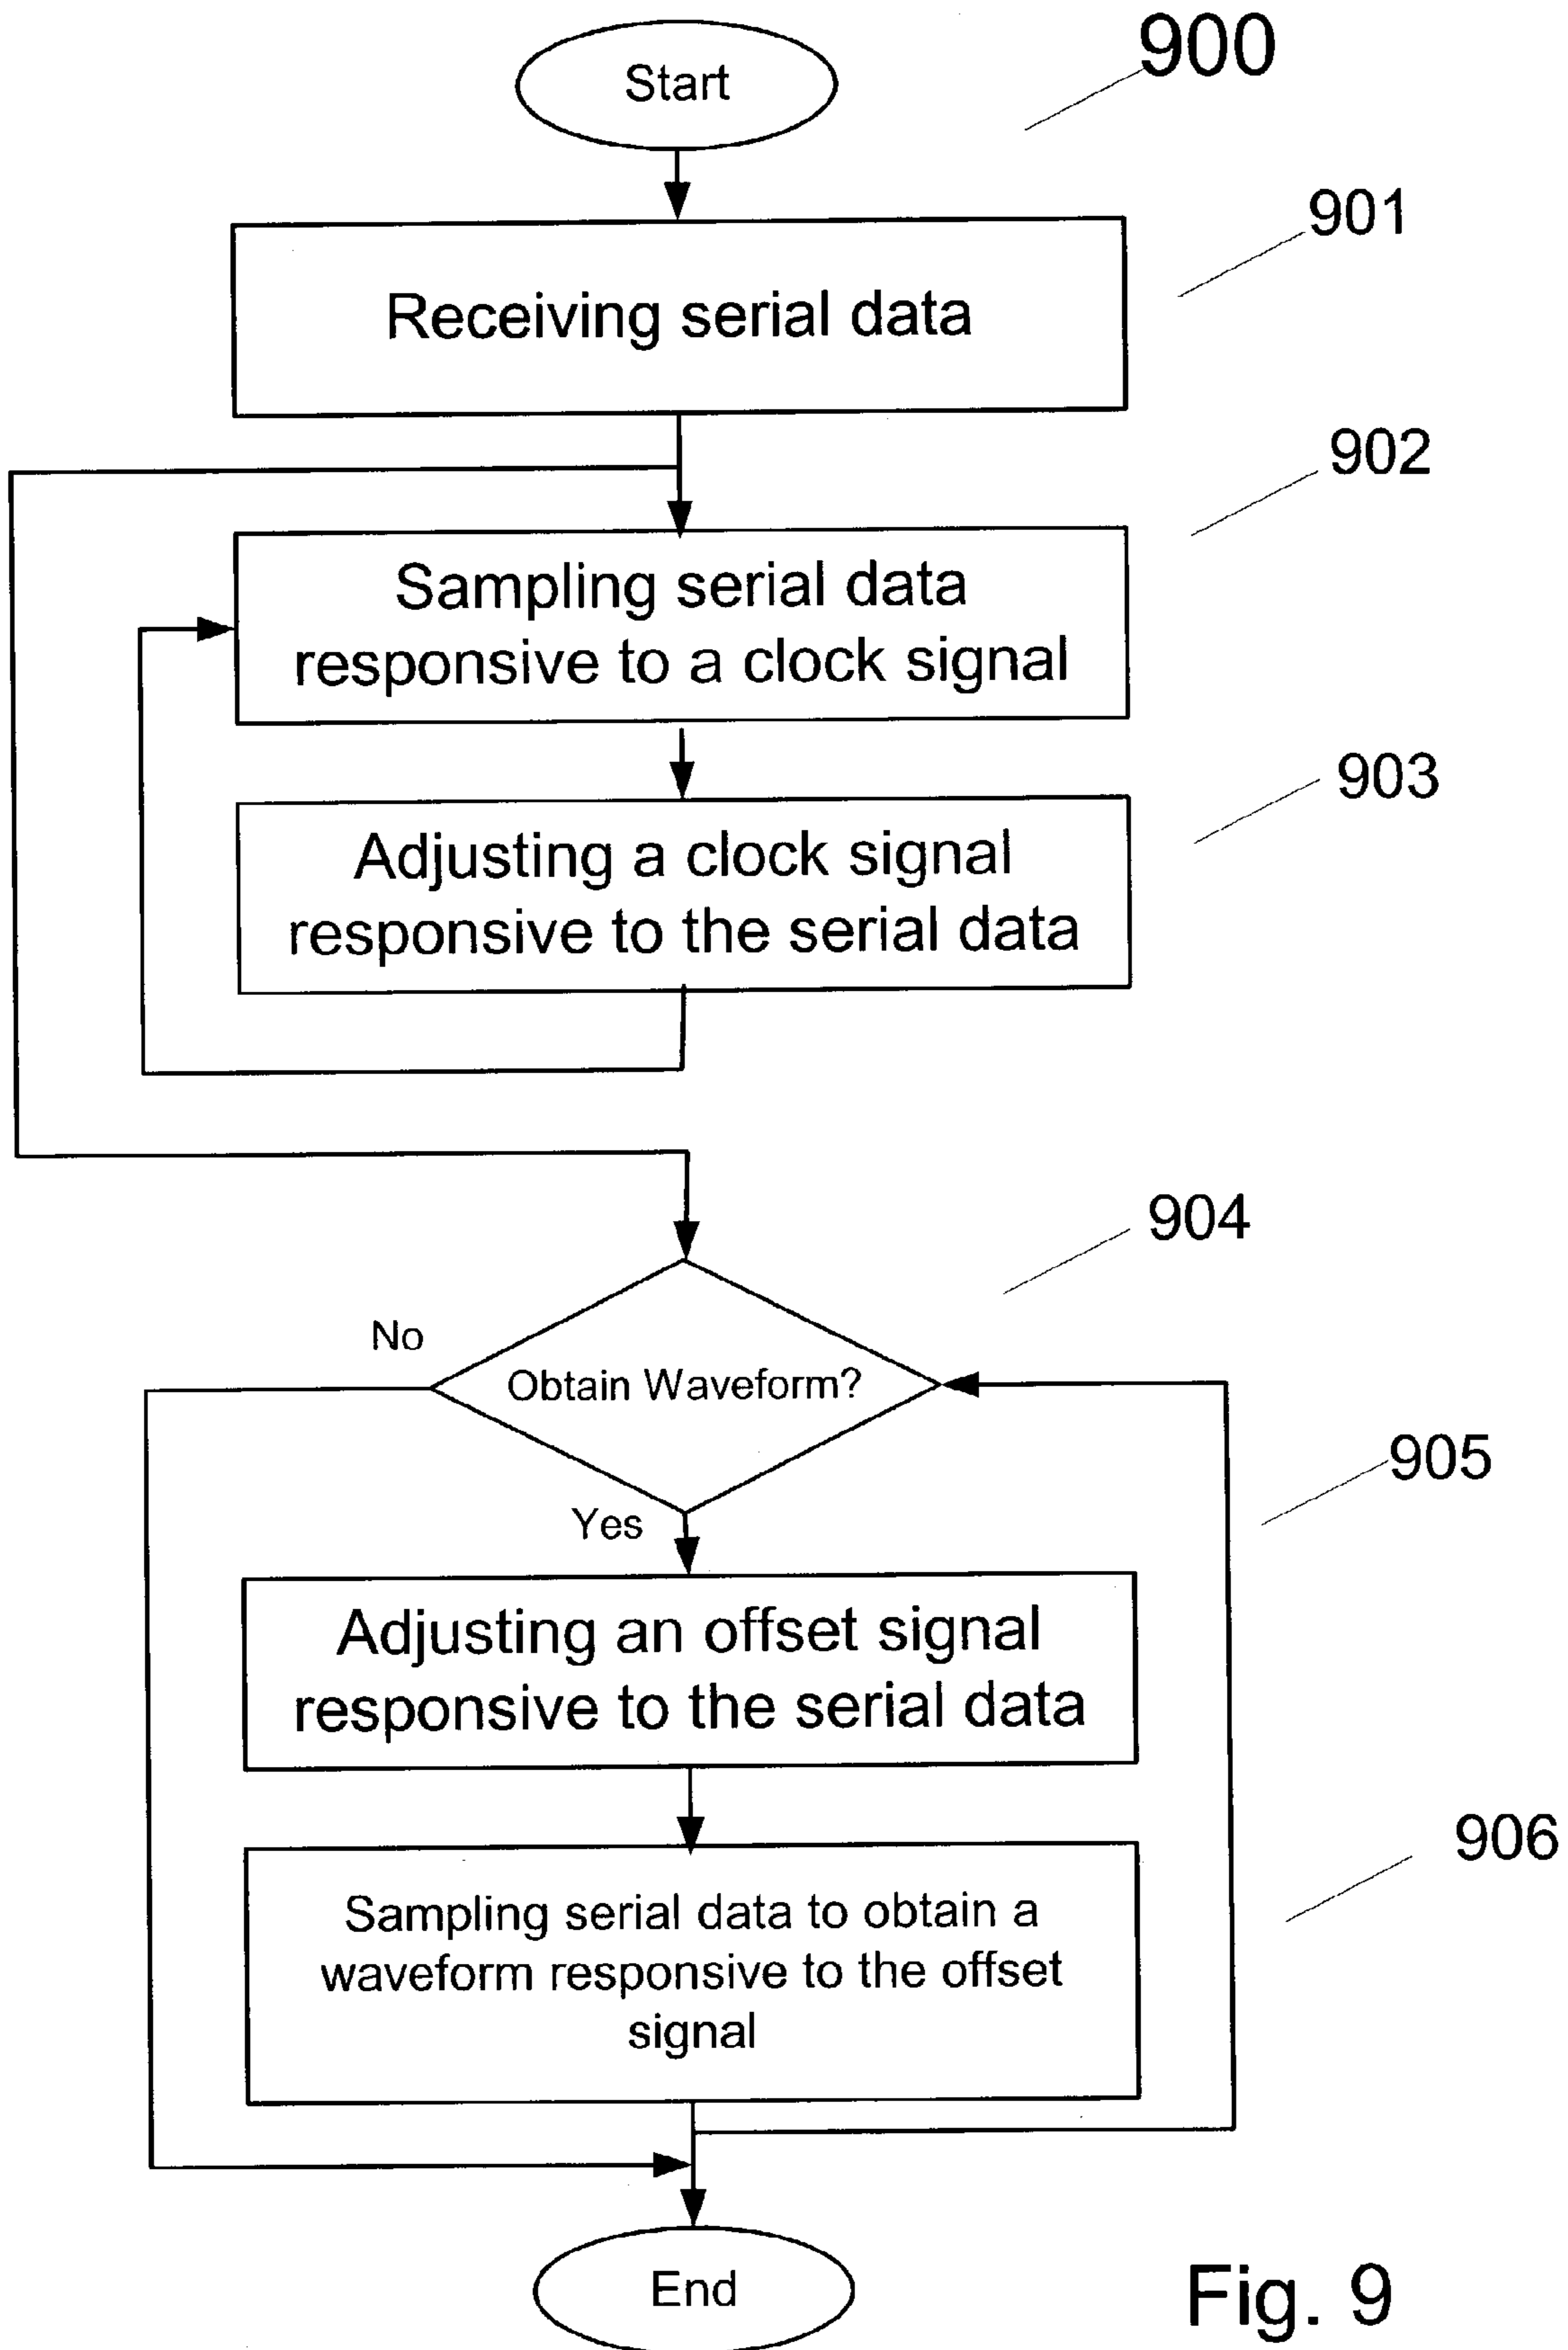 Start
900
901
Receiving serial data
902
Sampling serial data
responsive to a clock signal
903
Adjusting a clock signal
responsive to the serial data
904
No
Obtain Waveform?
905
Yes
Adjusting an offset signal
responsive to the serial data
906
Sampling serial data to obtain a
waveform responsive to the offset
signal
End
Fig. 9